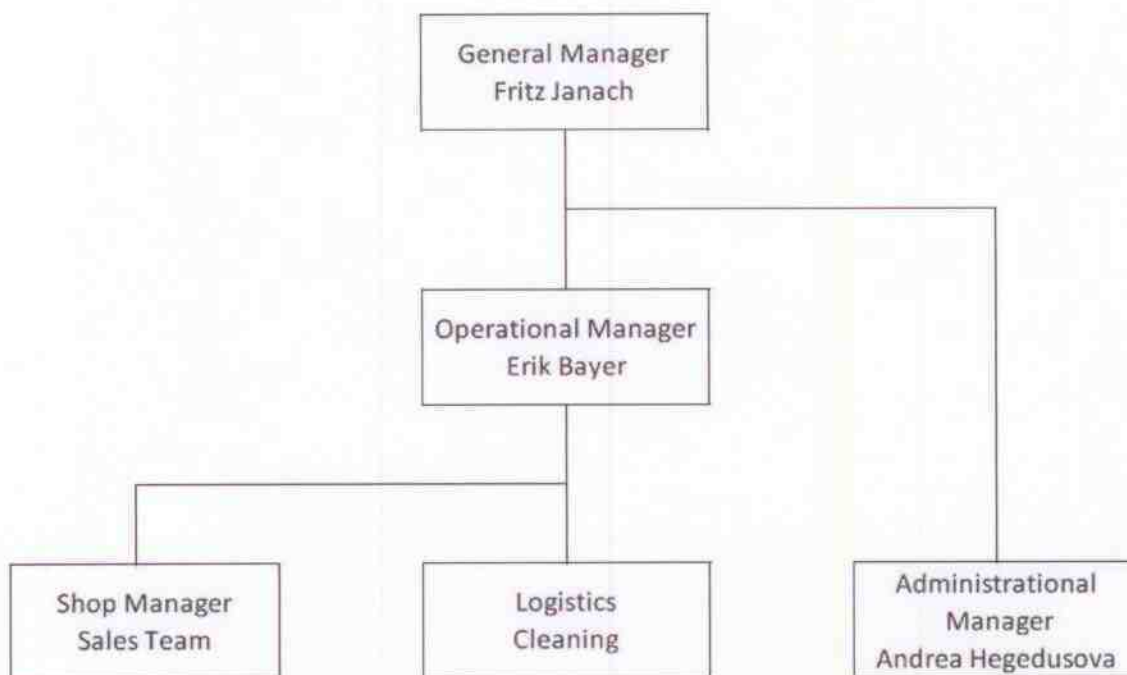 General Manager
Fritz Janach
Operational Manager
Erik Bayer
Shop Manager
Sales Team
Logistics
Cleaning
Administrational
Manager
Andrea Hegedusova